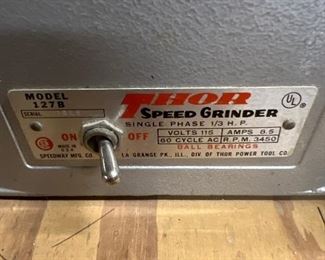 MODEL
127B
SERIAL
THOR
SPEED GRINDER
UL
SINGLE PHASE 1/3 H.P.
ON OFF
VOLTS 115 AMPS 8.5
60 CYCLE AC R.P.M. 3450
BALL BEARINGS
MADE IN
U.S.A.
SPEEDWAY MFG. CO. LA GRANGE PK., ILL., DIV. OF THOR POWER TOOL CO.